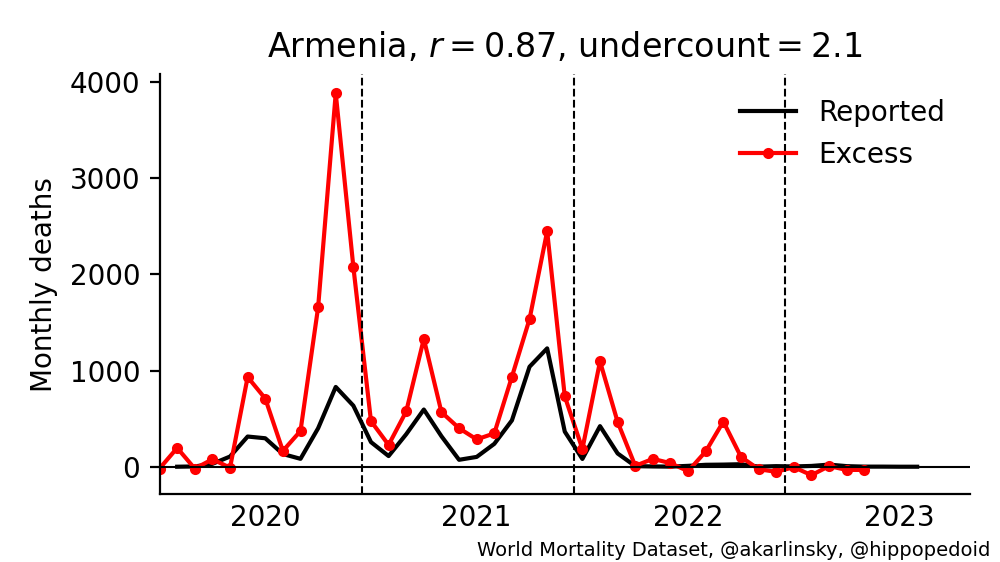 Armenia, r = 0.87, undercount = 2.1
Reported
Excess
Monthly deaths
4000
3000
2000
1000
0
2020 2021 2022 2023
World Mortality Dataset, @akarlinsky, @hippopedoid